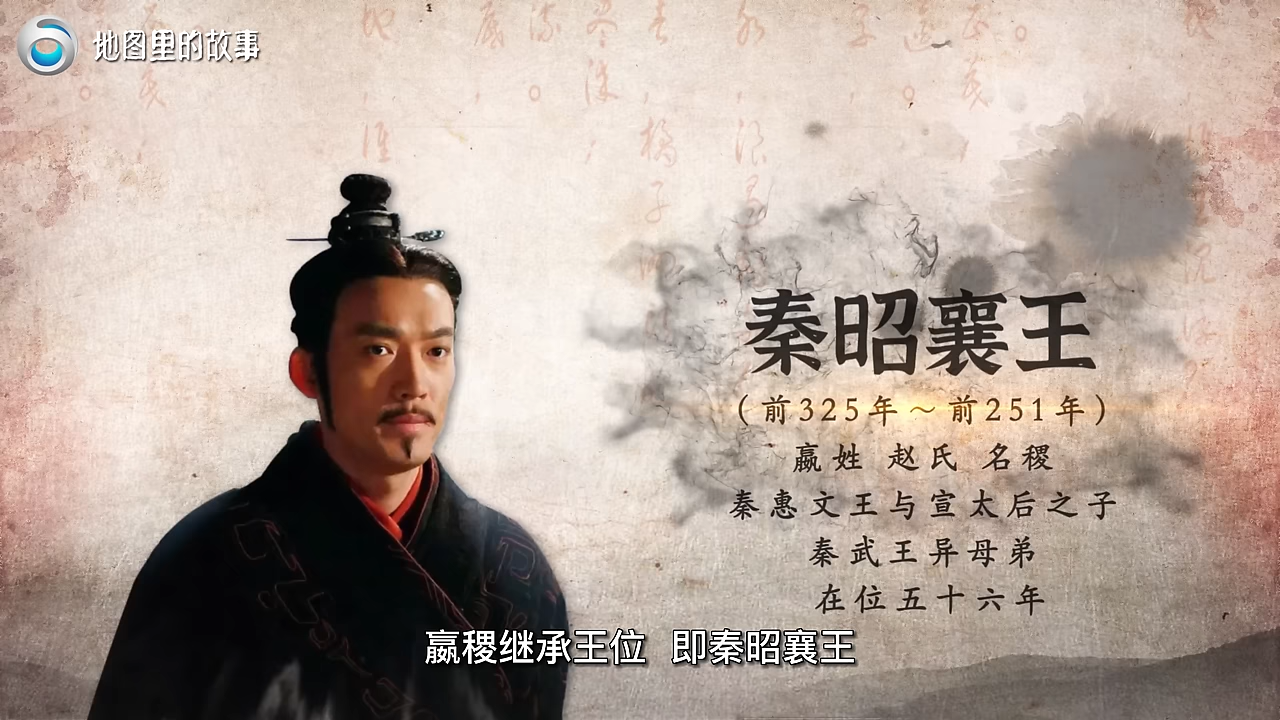 地图里的故事
秦昭襄王
（前325年～前251年）
嬴姓 赵氏 名稷
秦惠文王与宣太后之子
秦武王异母弟
在位五十六年
嬴稷继承王位 即秦昭襄王